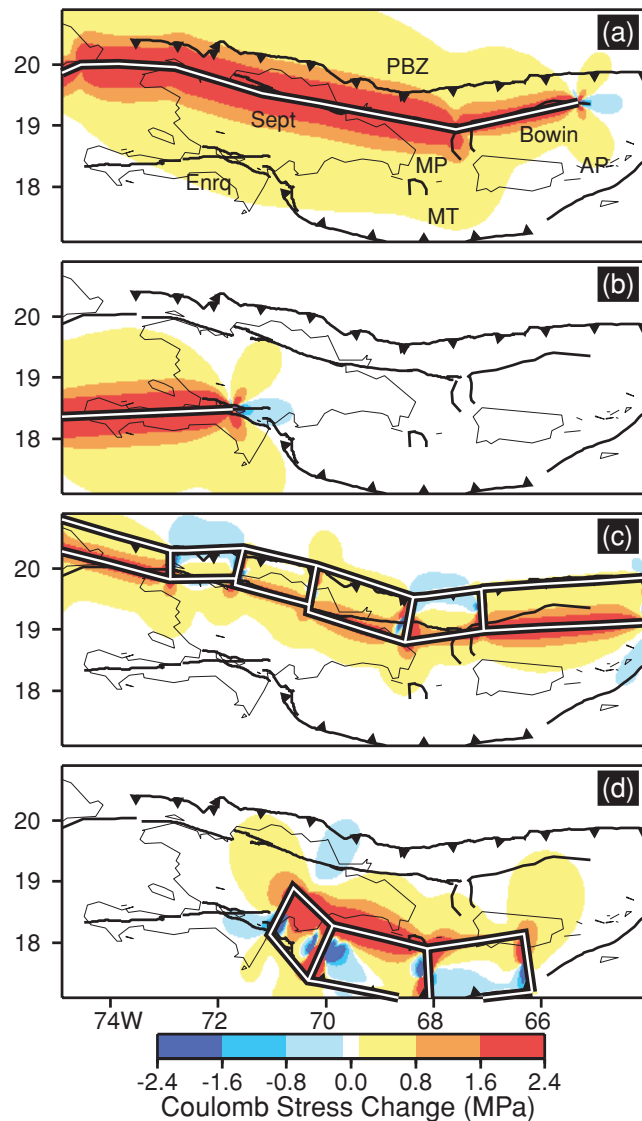 (a)
20
PBZ
19
Sept
Bowin
MP
AP
18
Enrq
MT
(b)
20
19
18
(c)
20
19
18
(d)
20
19
18
74W 72 70 68 66
-2.4 -1.6 -0.8 0.0 0.8 1.6 2.4
Coulomb Stress Change (MPa)